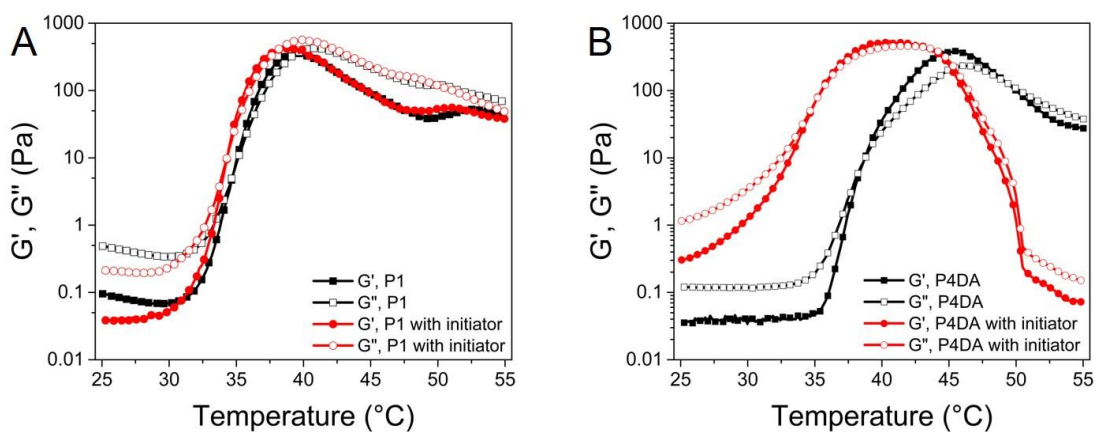 A
G', G" (Pa)
1000
100
10
1
0.1
0.01
25 30 35 40 45 50 55
Temperature (°C)
G', P1
G", P1
G', P1 with initiator
G", P1 with initiator
B
G', G" (Pa)
1000
100
10
1
0.1
0.01
25 30 35 40 45 50 55
Temperature (°C)
G', P4DA
G", P4DA
G', P4DA with initiator
G", P4DA with initiator